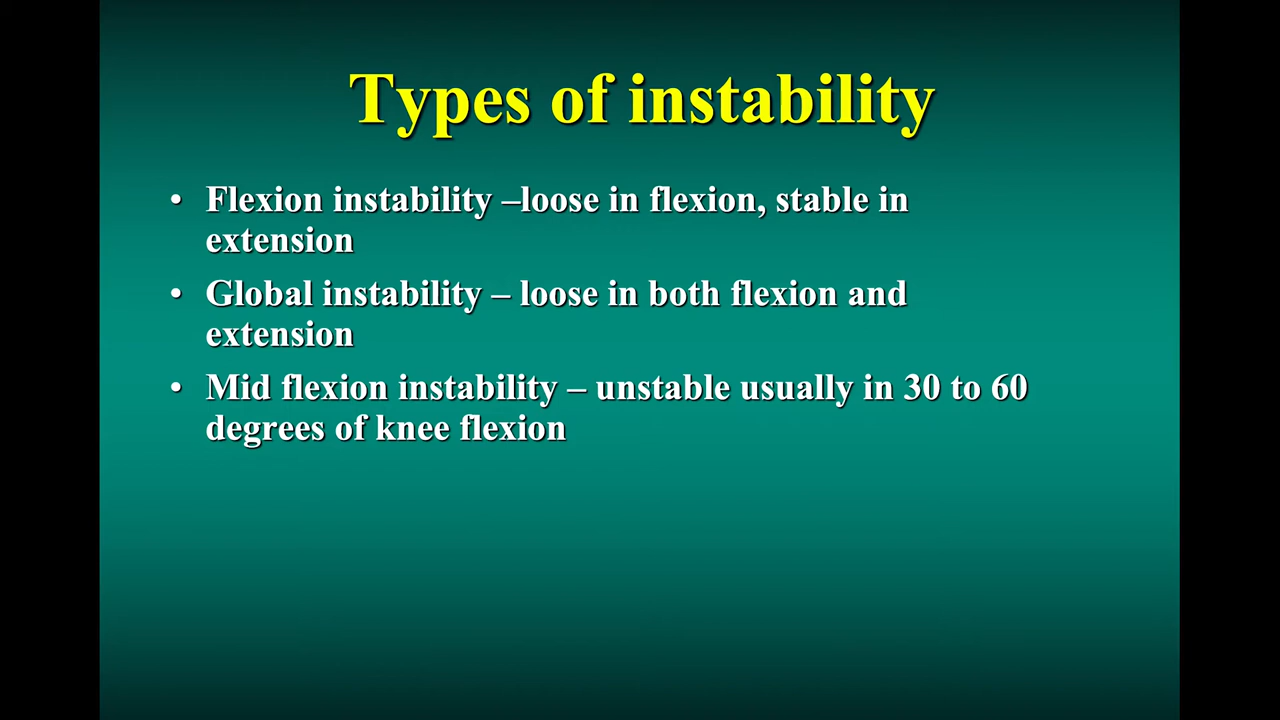 Types of instability
• Flexion instability –loose in flexion, stable in
extension
• Global instability – loose in both flexion and
extension
• Mid flexion instability – unstable usually in 30 to 60
degrees of knee flexion